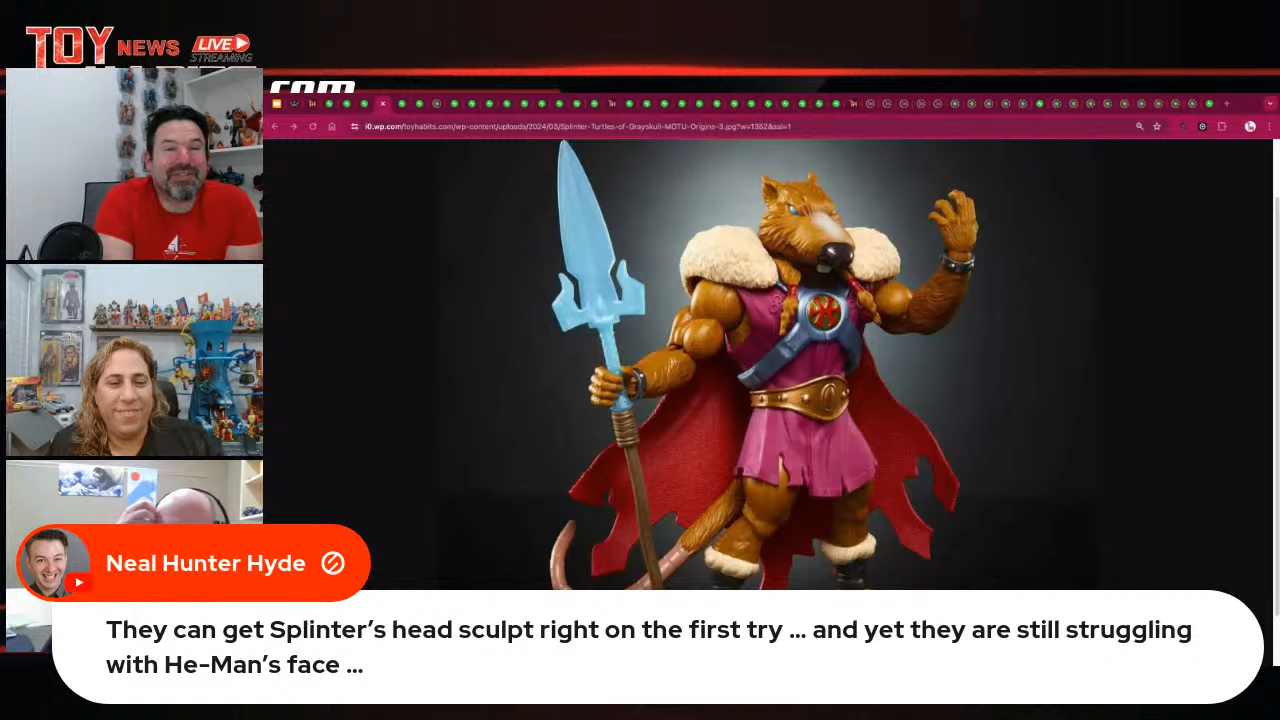 TOY NEWS LIVE
STREAMING
.com
i0.wp.com/toyhabits.com/wp-content/uploads/2024/03/Splinter-Turtles-of-Grayskull-MOTU-Origins-3.jpg?w=1352&ssl=1
Neal Hunter Hyde
They can get Splinter’s head sculpt right on the first try ... and yet they are still struggling
with He-Man’s face ...